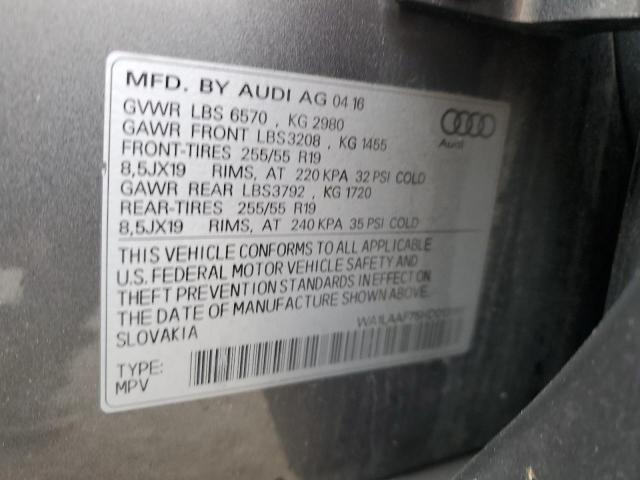 MFD. BY AUDI AG 04 16
GVWR LBS 6570 , KG 2980
GAWR FRONT LBS3208 , KG 1455
FRONT-TIRES 255/55 R19
8,5JX19 RIMS, AT 220 KPA 32 PSI COLD
GAWR REAR LBS3792 , KG 1720
REAR-TIRES 255/55 R19
8,5JX19 RIMS, AT 240 KPA 35 PSI COLD
Audi
THIS VEHICLE CONFORMS TO ALL APPLICABLE
U.S. FEDERAL MOTOR VEHICLE SAFETY AND
THEFT PREVENTION STANDARDS IN EFFECT ON
THE DATE OF MANUFACTURE SHOWN ABOVE.
SLOVAKIA
TYPE:
MPV